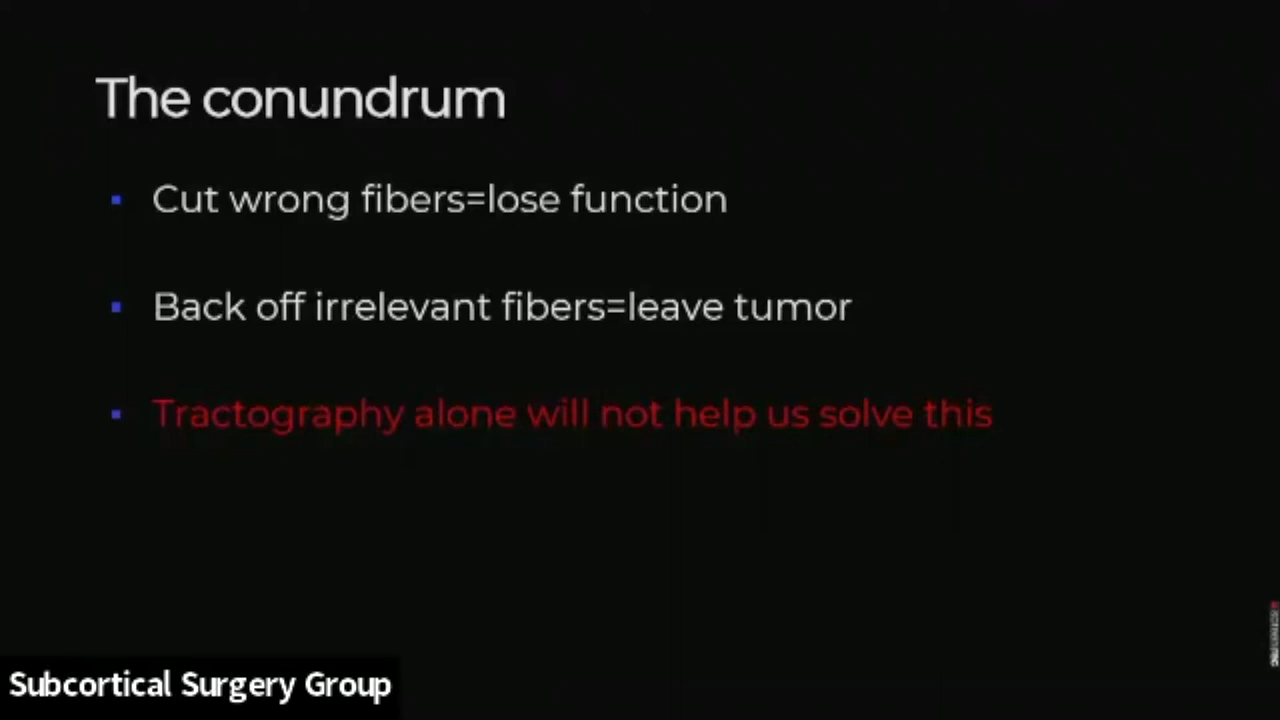 The conundrum
Cut wrong fibers=lose function
Back off irrelevant fibers=leave tumor
Tractography alone will not help us solve this
Subcortical Surgery Group